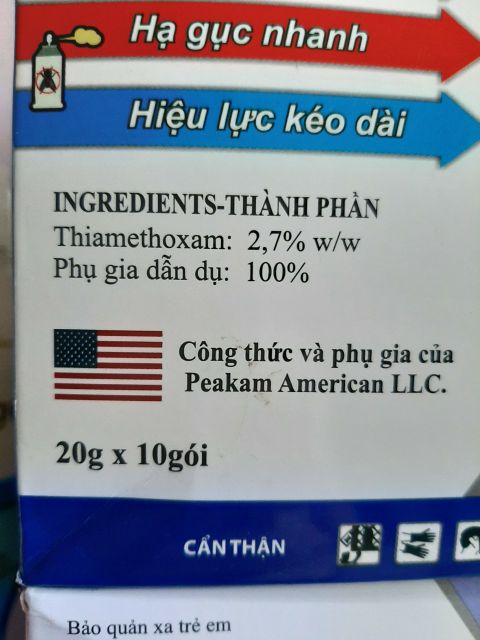 Hạ gục nhanh
Hiệu lực kéo dài
INGREDIENTS-THÀNH PHẦN
Thiamethoxam: 2,7% w/w
Phụ gia dẫn dụ: 100%
Công thức và phụ gia của
Peakam American LLC.
20g x 10gói
CẨN THẬN
Bảo quản xa trẻ em